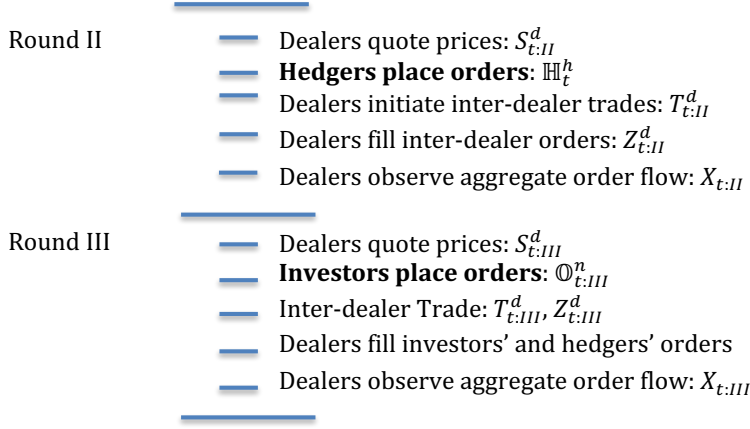 Round II
Dealers quote prices: $S^d_{t:II}$
Hedgers place orders: $ℍ^h_t$
Dealers initiate inter-dealer trades: $T^d_{t:II}$
Dealers fill inter-dealer orders: $Z^d_{t:II}$
Dealers observe aggregate order flow: $X_{t:II}$
Round III
Dealers quote prices: $S^d_{t:III}$
Investors place orders: $𝕆^n_{t:III}$
Inter-dealer Trade: $T^d_{t:III}, Z^d_{t:III}$
Dealers fill investors’ and hedgers’ orders
Dealers observe aggregate order flow: $X_{t:III}$